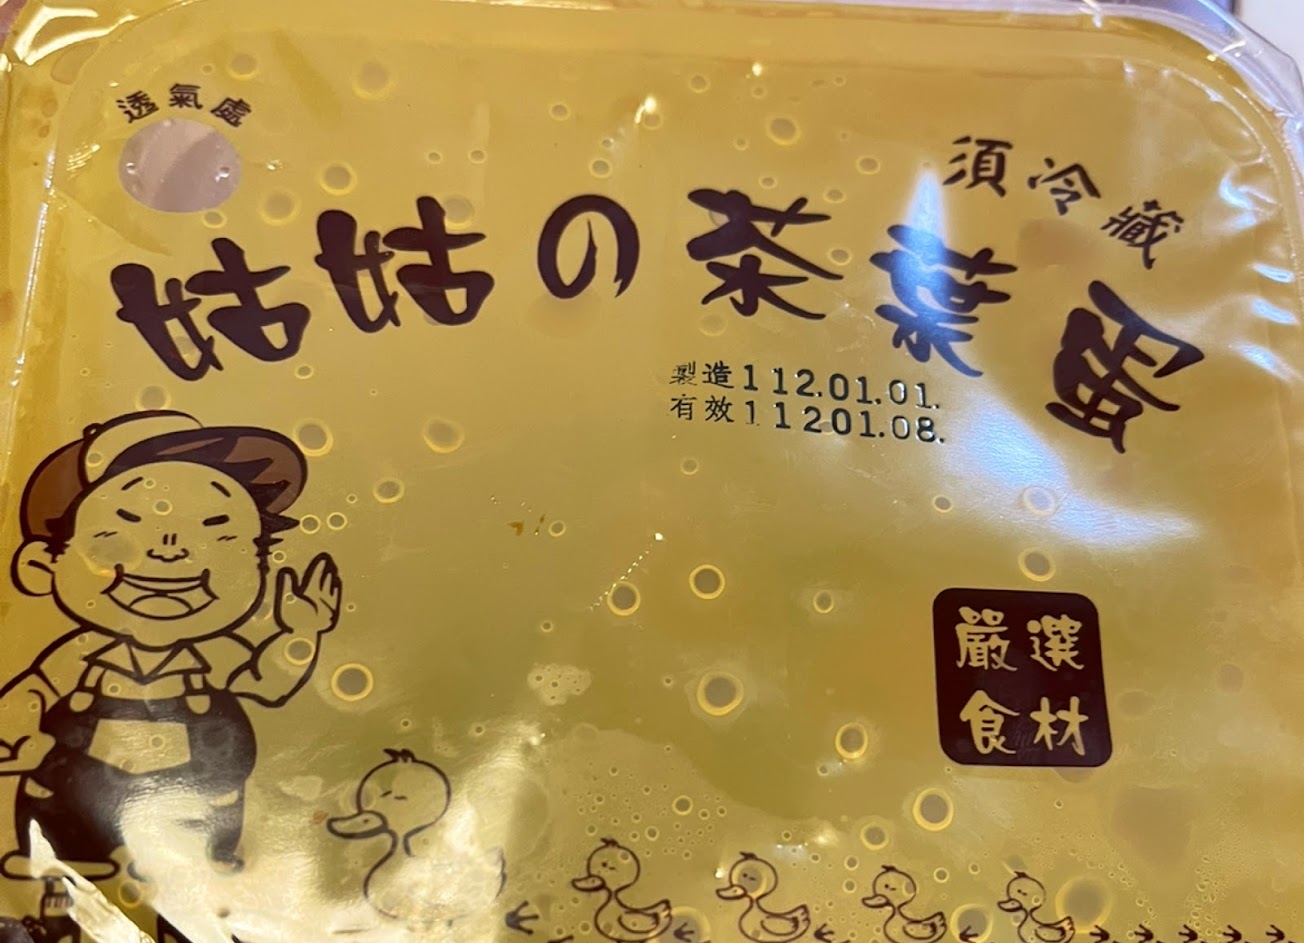 透氣處
須冷藏
姑姑の茶葉蛋
製造112.01.01.
有效11201.08.
嚴選
食材